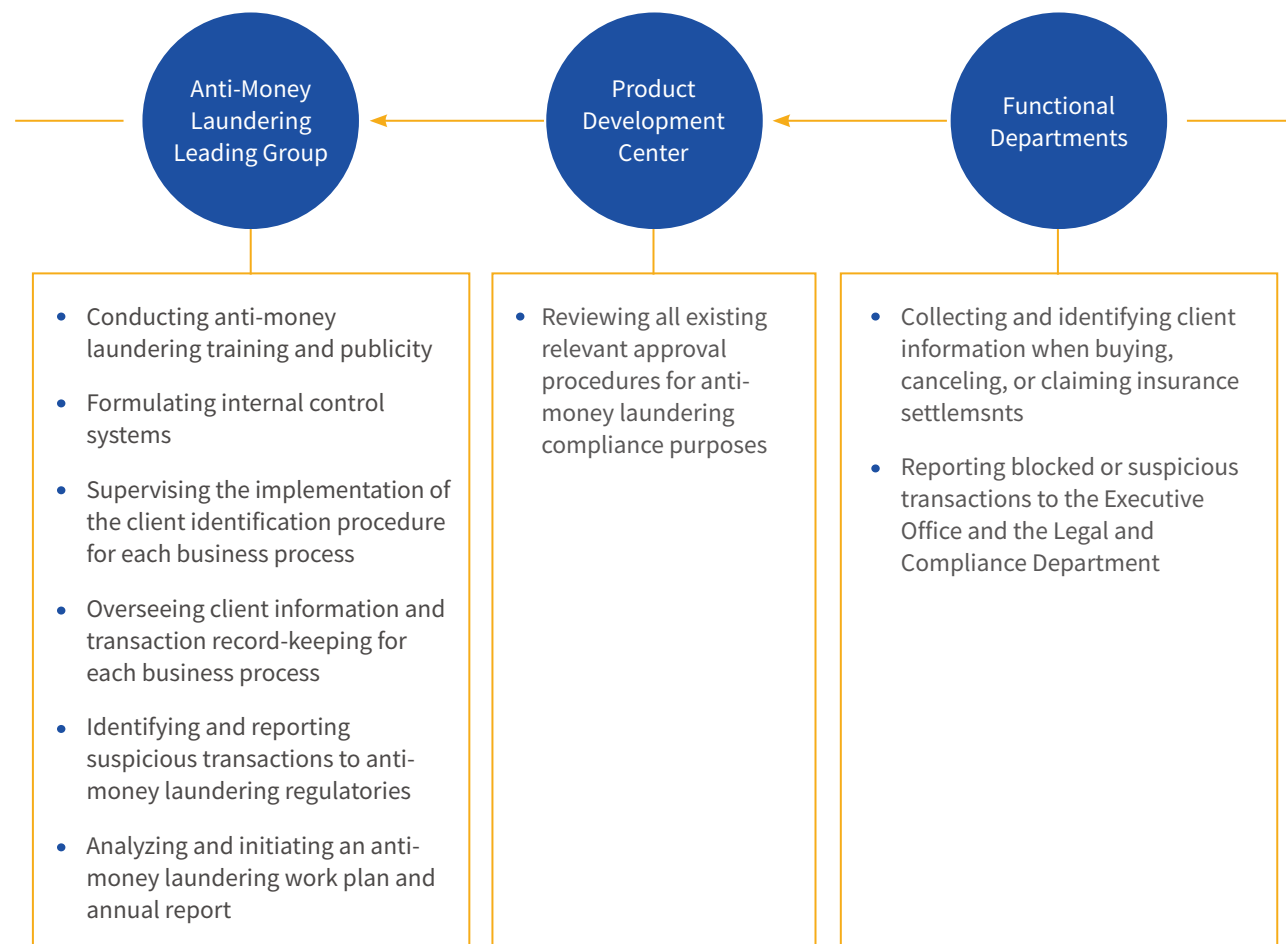 Anti-Money
Laundering
Leading Group
Product
Development
Center
Functional
Departments
Conducting anti-money
laundering training and publicity
Formulating internal control
systems
Supervising the implementation of
the client identification procedure
for each business process
Overseeing client information and
transaction record-keeping for
each business process
Identifying and reporting
suspicious transactions to anti-
money laundering regulatories
Analyzing and initiating an anti-
money laundering work plan and
annual report
Reviewing all existing
relevant approval
procedures for anti-
money laundering
compliance purposes
Collecting and identifying client
information when buying,
canceling, or claiming insurance
settlemsnts
Reporting blocked or suspicious
transactions to the Executive
Office and the Legal and
Compliance Department